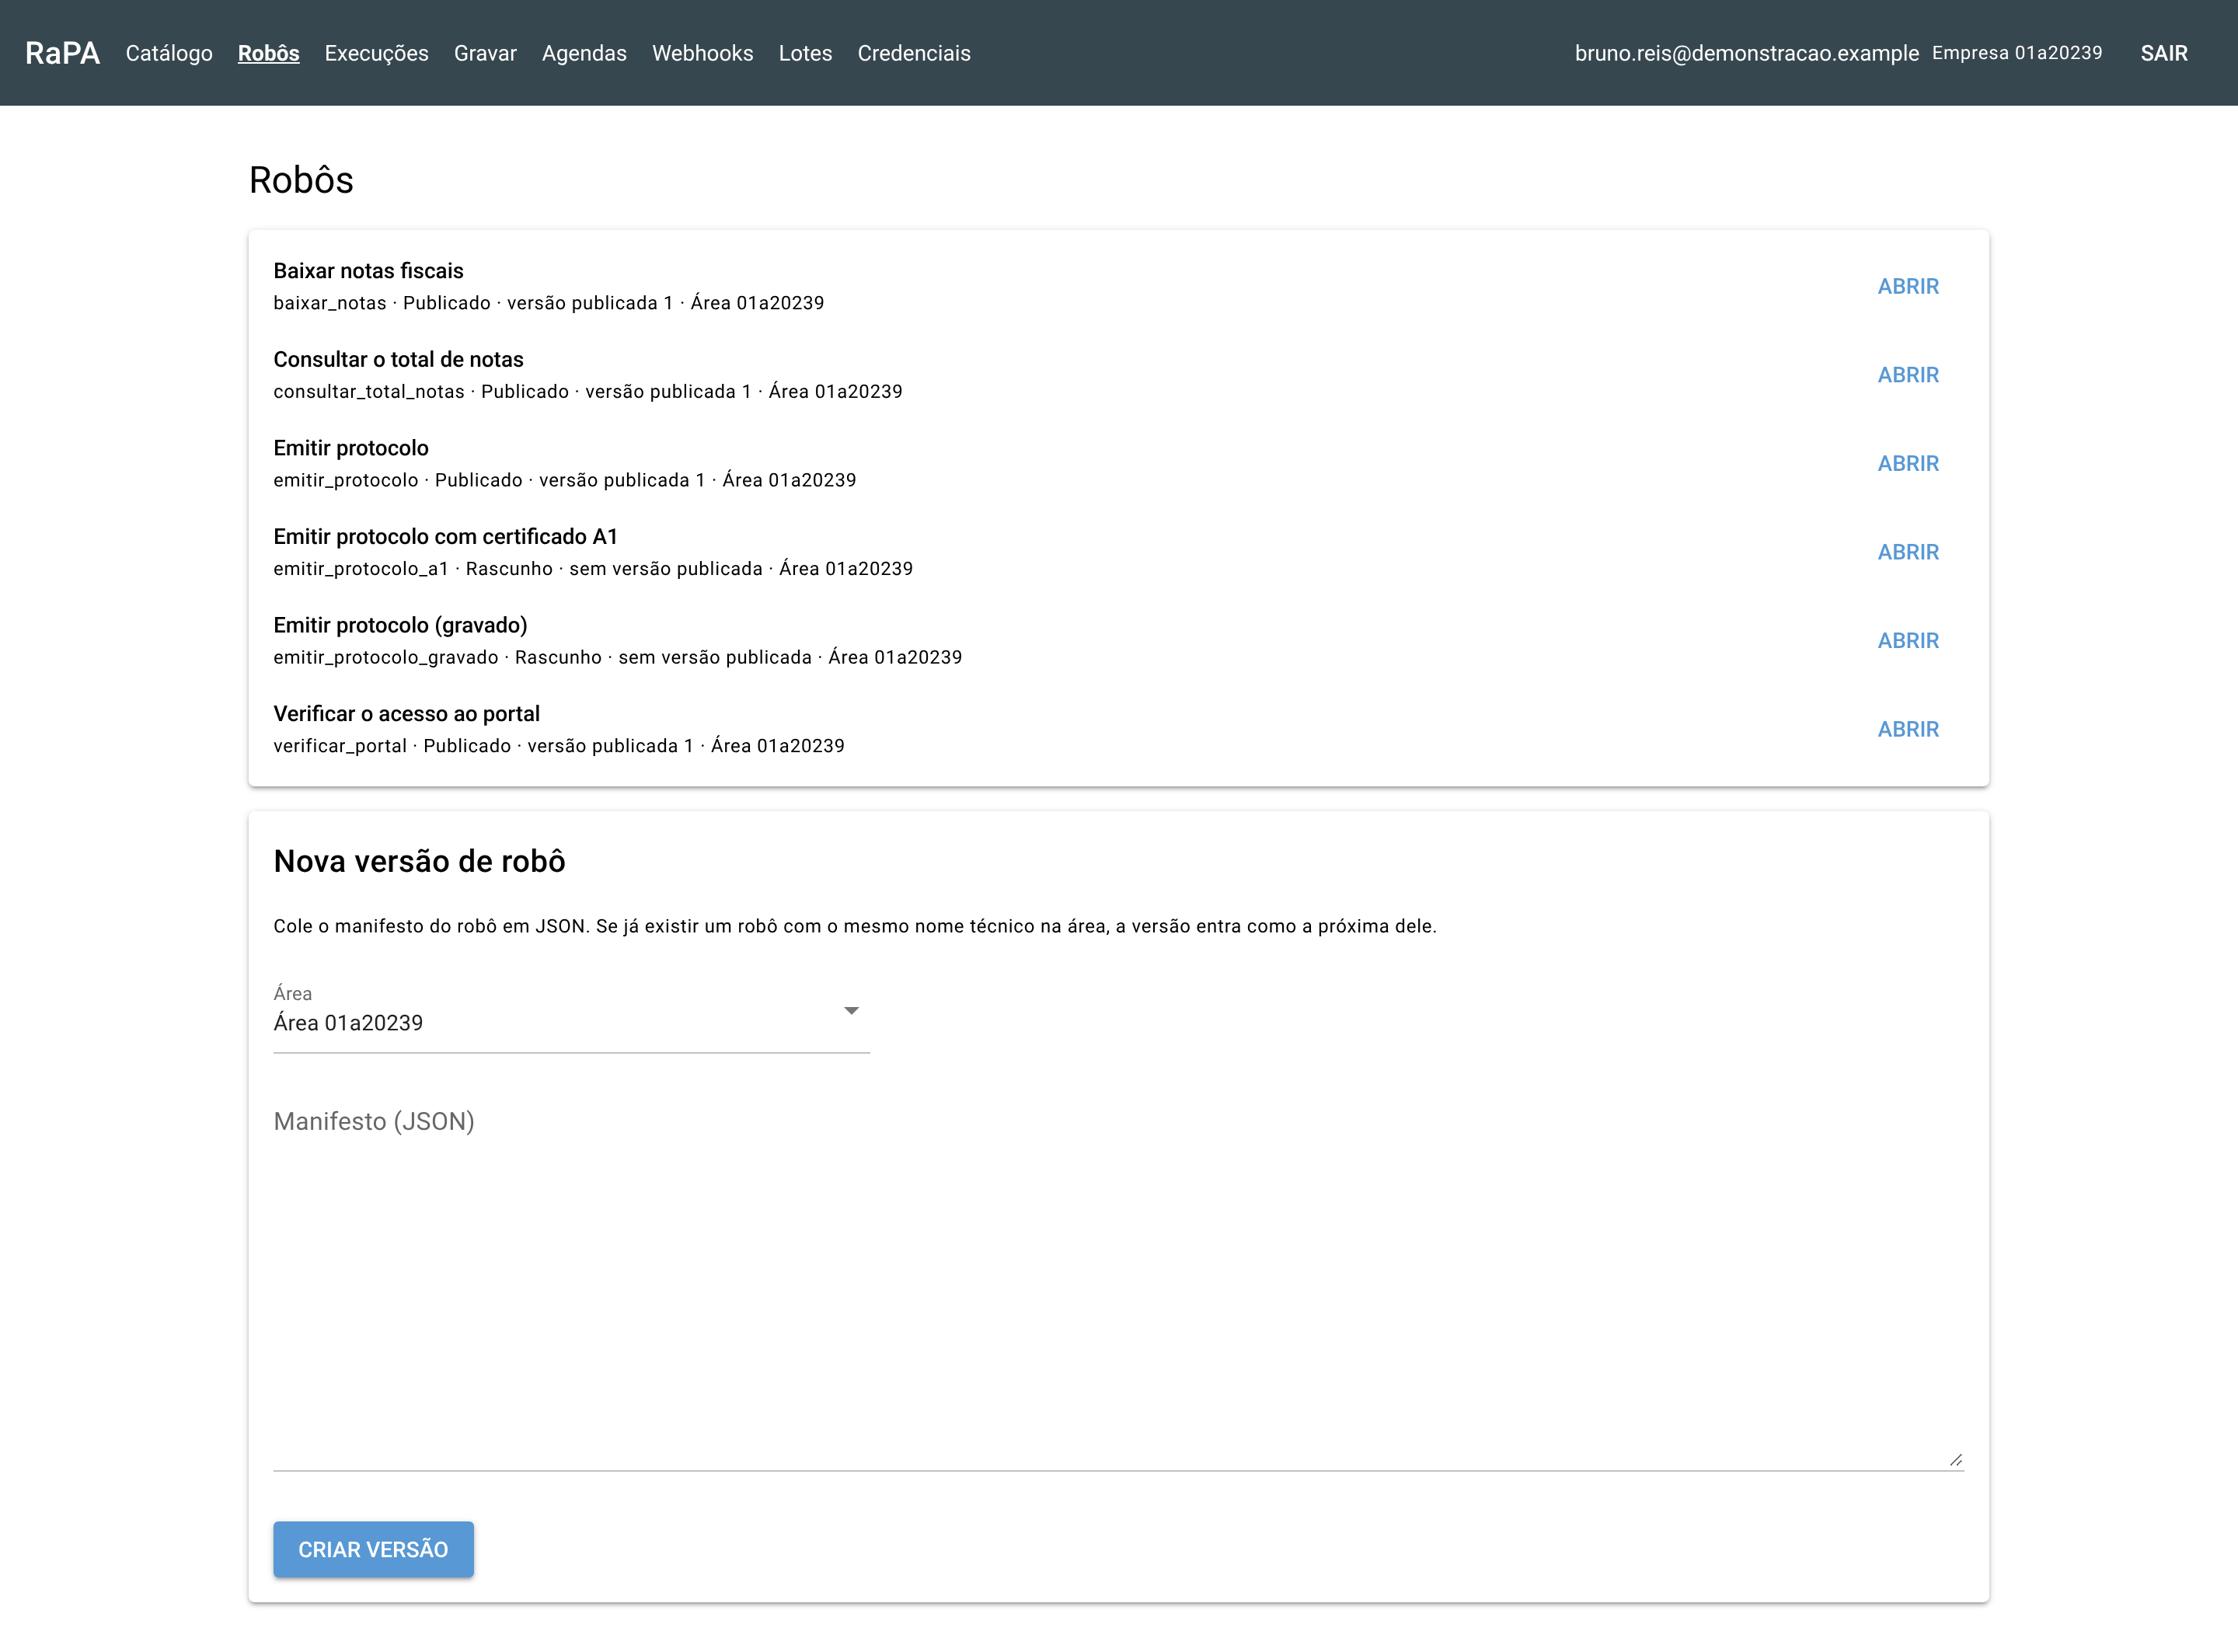 RaPA Catálogo Robôs Execuções Gravar Agendas Webhooks Lotes Credenciais bruno.reis@demonstracao.example Empresa 01a20239 SAIR
Robôs
Baixar notas fiscais
baixar_notas · Publicado · versão publicada 1 · Área 01a20239
ABRIR
Consultar o total de notas
consultar_total_notas · Publicado · versão publicada 1 · Área 01a20239
ABRIR
Emitir protocolo
emitir_protocolo · Publicado · versão publicada 1 · Área 01a20239
ABRIR
Emitir protocolo com certificado A1
emitir_protocolo_a1 · Rascunho · sem versão publicada · Área 01a20239
ABRIR
Emitir protocolo (gravado)
emitir_protocolo_gravado · Rascunho · sem versão publicada · Área 01a20239
ABRIR
Verificar o acesso ao portal
verificar_portal · Publicado · versão publicada 1 · Área 01a20239
ABRIR
Nova versão de robô
Cole o manifesto do robô em JSON. Se já existir um robô com o mesmo nome técnico na área, a versão entra como a próxima dele.
Área
Área 01a20239
Manifesto (JSON)
CRIAR VERSÃO